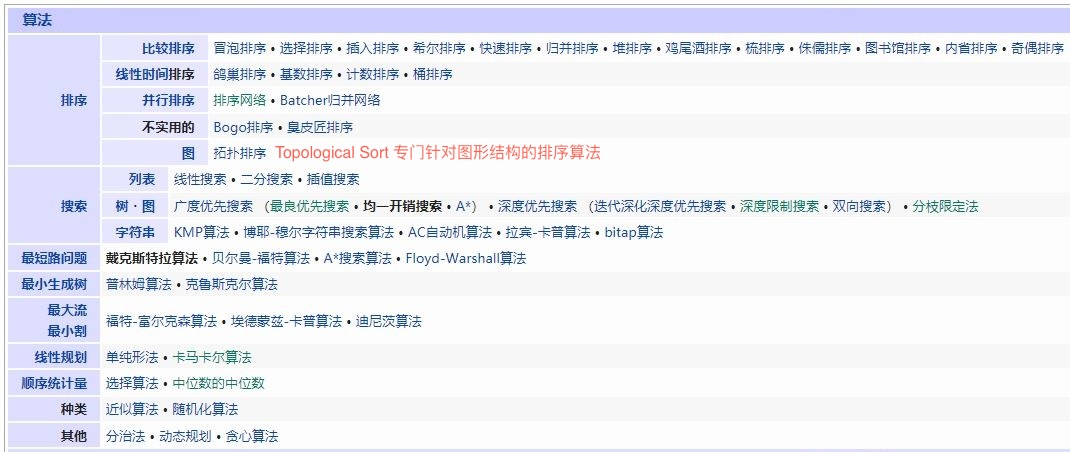 算法
排序
比较排序 冒泡排序 • 选择排序 • 插入排序 • 希尔排序 • 快速排序 • 归并排序 • 堆排序 • 鸡尾酒排序 • 梳排序 • 侏儒排序 • 图书馆排序 • 内省排序 • 奇偶排序
线性时间排序 鸽巢排序 • 基数排序 • 计数排序 • 桶排序
并行排序 排序网络 • Batcher归并网络
不实用的 Bogo排序 • 臭皮匠排序
图 拓扑排序 Topological Sort 专门针对图形结构的排序算法
搜索
列表 线性搜索 • 二分搜索 • 插值搜索
树 · 图 广度优先搜索 （最良优先搜索 • 均一开销搜索 • A*） • 深度优先搜索 （迭代深化深度优先搜索 • 深度限制搜索 • 双向搜索） • 分枝限定法
字符串 KMP算法 • 博耶-穆尔字符串搜索算法 • AC自动机算法 • 拉宾-卡普算法 • bitap算法
最短路问题 戴克斯特拉算法 • 贝尔曼-福特算法 • A*搜索算法 • Floyd-Warshall算法
最小生成树 普林姆算法 • 克鲁斯克尔算法
最大流
最小割
福特-富尔克森算法 • 埃德蒙兹-卡普算法 • 迪尼茨算法
线性规划 单纯形法 • 卡马卡尔算法
顺序统计量 选择算法 • 中位数的中位数
种类 近似算法 • 随机化算法
其他 分治法 • 动态规划 • 贪心算法